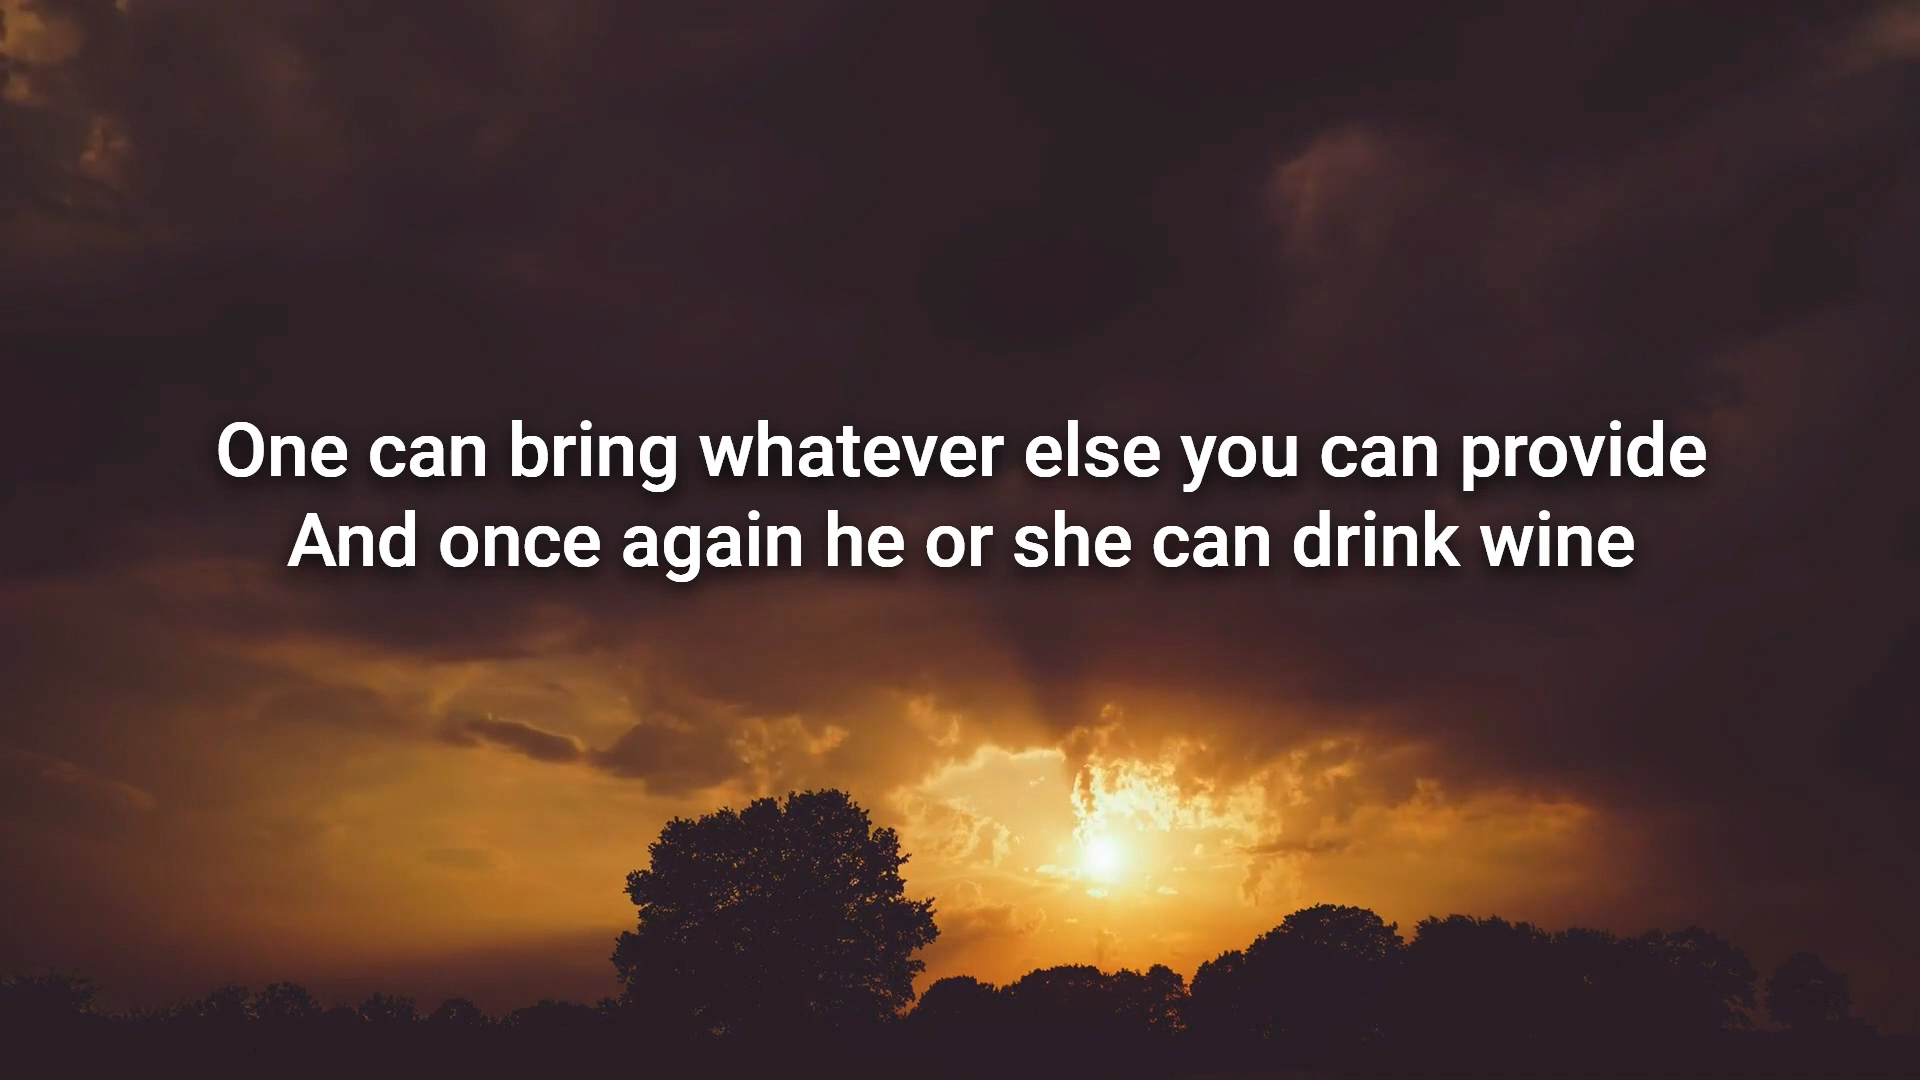 One can bring whatever else you can provide
And once again he or she can drink wine